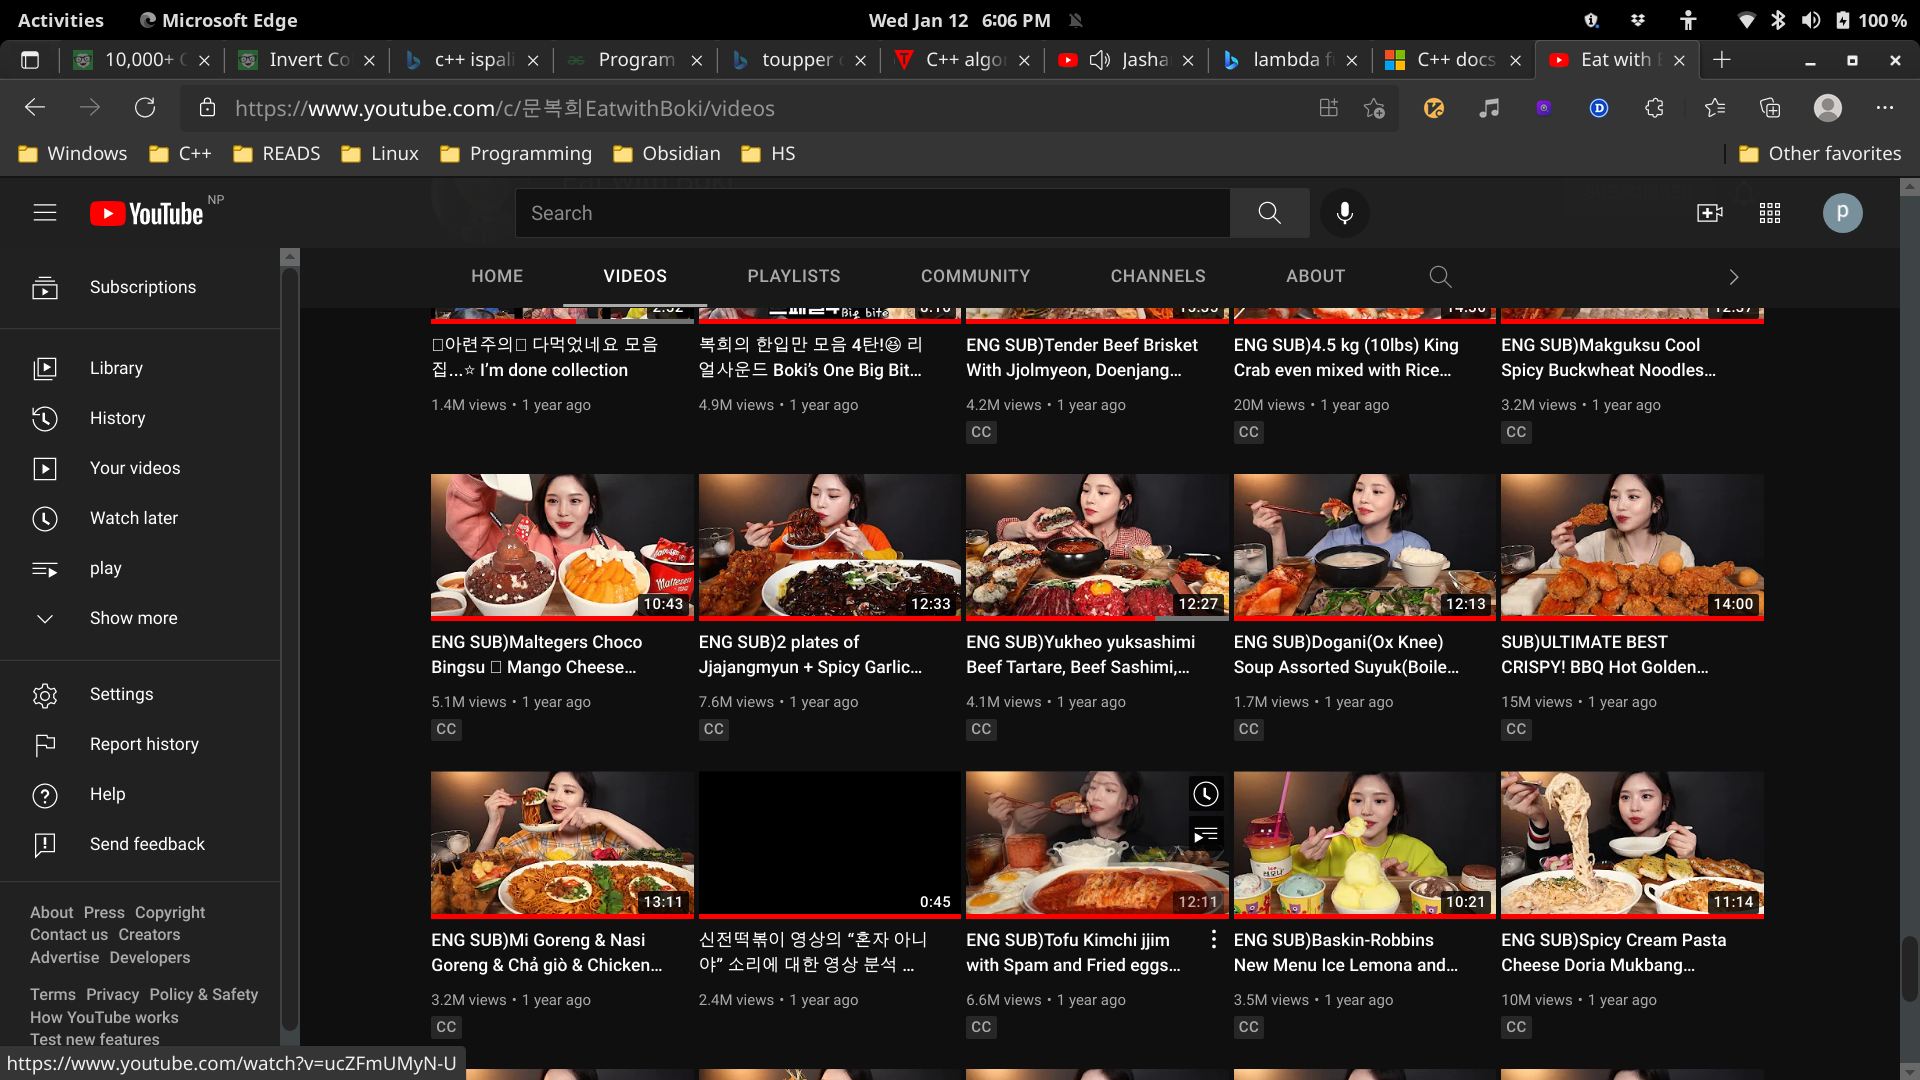 Activities Microsoft Edge Wed Jan 12 6:06 PM 100 %
10,000+ Invert Co c++ ispali Program toupper C++ algo Jasha lambda f C++ docs Eat with
https://www.youtube.com/c/문복희EatwithBoki/videos
Windows C++ READS Linux Programming Obsidian HS Other favorites
YouTube NP Search p
HOME VIDEOS PLAYLISTS COMMUNITY CHANNELS ABOUT
Subscriptions
Library
History
Your videos
Watch later
play
Show more
Settings
Report history
Help
Send feedback
About Press Copyright
Contact us Creators
Advertise Developers
Terms Privacy Policy & Safety
How YouTube works
Test new features
아련주의 다먹었네요 모음
집...☆ I’m done collection
1.4M views • 1 year ago
복희의 한입만 모음 4탄!😆 리
얼사운드 Boki’s One Big Bit...
4.9M views • 1 year ago
ENG SUB)Tender Beef Brisket
With Jjolmyeon, Doenjang...
4.2M views • 1 year ago
CC
ENG SUB)4.5 kg (10lbs) King
Crab even mixed with Rice...
20M views • 1 year ago
CC
ENG SUB)Makguksu Cool
Spicy Buckwheat Noodles...
3.2M views • 1 year ago
CC
10:43
ENG SUB)Maltegers Choco
Bingsu Mango Cheese...
5.1M views • 1 year ago
CC
12:33
ENG SUB)2 plates of
Jjajangmyun + Spicy Garlic...
7.6M views • 1 year ago
CC
12:27
ENG SUB)Yukheo yuksashimi
Beef Tartare, Beef Sashimi,...
4.1M views • 1 year ago
CC
12:13
ENG SUB)Dogani(Ox Knee)
Soup Assorted Suyuk(Boile...
1.7M views • 1 year ago
CC
14:00
SUB)ULTIMATE BEST
CRISPY! BBQ Hot Golden...
15M views • 1 year ago
CC
13:11
ENG SUB)Mi Goreng & Nasi
Goreng & Chả giò & Chicken...
3.2M views • 1 year ago
CC
0:45
신전떡볶이 영상의 “혼자 아니
야” 소리에 대한 영상 분석 ...
2.4M views • 1 year ago
12:11
ENG SUB)Tofu Kimchi jjim
with Spam and Fried eggs...
6.6M views • 1 year ago
CC
10:21
ENG SUB)Baskin-Robbins
New Menu Ice Lemona and...
3.5M views • 1 year ago
CC
11:14
ENG SUB)Spicy Cream Pasta
Cheese Doria Mukbang...
10M views • 1 year ago
CC
https://www.youtube.com/watch?v=ucZFmUMyN-U